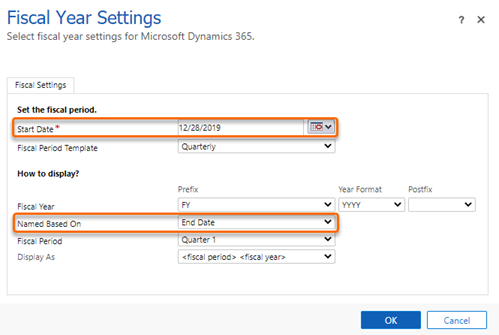 Fiscal Year Settings
? ×
Select fiscal year settings for Microsoft Dynamics 365.
Fiscal Settings
Set the fiscal period.
Start Date * 12/28/2019
Fiscal Period Template Quarterly
How to display?
Prefix Year Format Postfix
Fiscal Year FY YYYY
Named Based On End Date
Fiscal Period Quarter 1
Display As <fiscal period> <fiscal year>
OK Cancel